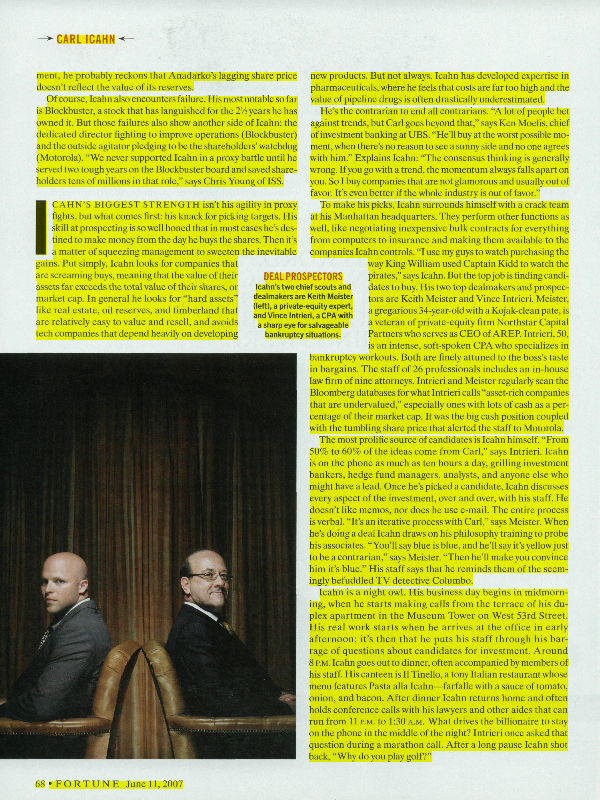 CARL ICAHN
ment, he probably reckons that Anadarko's lagging share price
doesn't reflect the value of its reserves.
Of course, Icahn also encounters failure. His most notable so far
is Blockbuster, a stock that has languished for the 2½ years he has
owned it. But those failures also show another side of Icahn: the
dedicated director fighting to improve operations (Blockbuster)
and the outside agitator pledging to be the shareholders' watchdog
(Motorola). "We never supported Icahn in a proxy battle until he
served two tough years on the Blockbuster board and saved share-
holders tens of millions in that role," says Chris Young of ISS.
ICAHN'S BIGGEST STRENGTH isn't his agility in proxy
fights, but what comes first: his knack for picking targets. His
skill at prospecting is so well honed that in most cases he's des-
tined to make money from the day he buys the shares. Then it's
a matter of squeezing management to sweeten the inevitable
gains. Put simply, Icahn looks for companies that
are screaming buys, meaning that the value of their
assets far exceeds the total value of their shares, or
market cap. In general he looks for "hard assets"
like real estate, oil reserves, and timberland that
are relatively easy to value and resell, and avoids
tech companies that depend heavily on developing
DEAL PROSPECTORS
Icahn's two chief scouts and
dealmakers are Keith Meister
(left), a private-equity expert,
and Vince Intrieri, a CPA with
a sharp eye for salvageable
bankruptcy situations.
new products. But not always. Icahn has developed expertise in
pharmaceuticals, where he feels that costs are far too high and the
value of pipeline drugs is often drastically underestimated.
He's the contrarian to end all contrarians. "A lot of people bet
against trends, but Carl goes beyond that," says Ken Moelis, chief
of investment banking at UBS. "He'll buy at the worst possible mo-
ment, when there's no reason to see a sunny side and no one agrees
with him." Explains Icahn: "The consensus thinking is generally
wrong. If you go with a trend, the momentum always falls apart on
you. So I buy companies that are not glamorous and usually out of
favor. It's even better if the whole industry is out of favor."
To make his picks, Icahn surrounds himself with a crack team
at his Manhattan headquarters. They perform other functions as
well, like negotiating inexpensive bulk contracts for everything
from computers to insurance and making them available to the
companies Icahn controls. "I use my guys to watch purchasing the
way King William used Captain Kidd to watch the
pirates," says Icahn. But the top job is finding candi-
dates to buy. His two top dealmakers and prospec-
tors are Keith Meister and Vince Intrieri. Meister,
a gregarious 34-year-old with a Kojak-clean pate, is
a veteran of private-equity firm Northstar Capital
Partners who serves as CEO of AREP. Intrieri, 50,
is an intense, soft-spoken CPA who specializes in
bankruptcy workouts. Both are finely attuned to the boss's taste
in bargains. The staff of 26 professionals includes an in-house
law firm of nine attorneys. Intrieri and Meister regularly scan the
Bloomberg databases for what Intrieri calls "asset-rich companies
that are undervalued," especially ones with lots of cash as a per-
centage of their market cap. It was the big cash position coupled
with the tumbling share price that alerted the staff to Motorola.
The most prolific source of candidates is Icahn himself. "From
50% to 60% of the ideas come from Carl," says Intrieri. Icahn
is on the phone as much as ten hours a day, grilling investment
bankers, hedge fund managers, analysts, and anyone else who
might have a lead. Once he's picked a candidate, Icahn discusses
every aspect of the investment, over and over, with his staff. He
doesn't like memos, nor does he use e-mail. The entire process
is verbal. "It's an iterative process with Carl," says Meister. When
he's doing a deal Icahn draws on his philosophy training to probe
his associates. "You'll say blue is blue, and he'll say it's yellow just
to be a contrarian," says Meister. "Then he'll make you convince
him it's blue." His staff says that he reminds them of the seem-
ingly befuddled TV detective Columbo.
Icahn is a night owl. His business day begins in midmorn-
ing, when he starts making calls from the terrace of his du-
plex apartment in the Museum Tower on West 53rd Street.
His real work starts when he arrives at the office in early
afternoon; it's then that he puts his staff through his bar-
rage of questions about candidates for investment. Around
8 P.M. Icahn goes out to dinner, often accompanied by members of
his staff. His canteen is Il Tinello, a tony Italian restaurant whose
menu features Pasta alla Icahn—farfalle with a sauce of tomato,
onion, and bacon. After dinner Icahn returns home and often
holds conference calls with his lawyers and other aides that can
run from 11 P.M. to 1:30 A.M. What drives the billionaire to stay
on the phone in the middle of the night? Intrieri once asked that
question during a marathon call. After a long pause Icahn shot
back, "Why do you play golf?"
68 • FORTUNE June 11, 2007